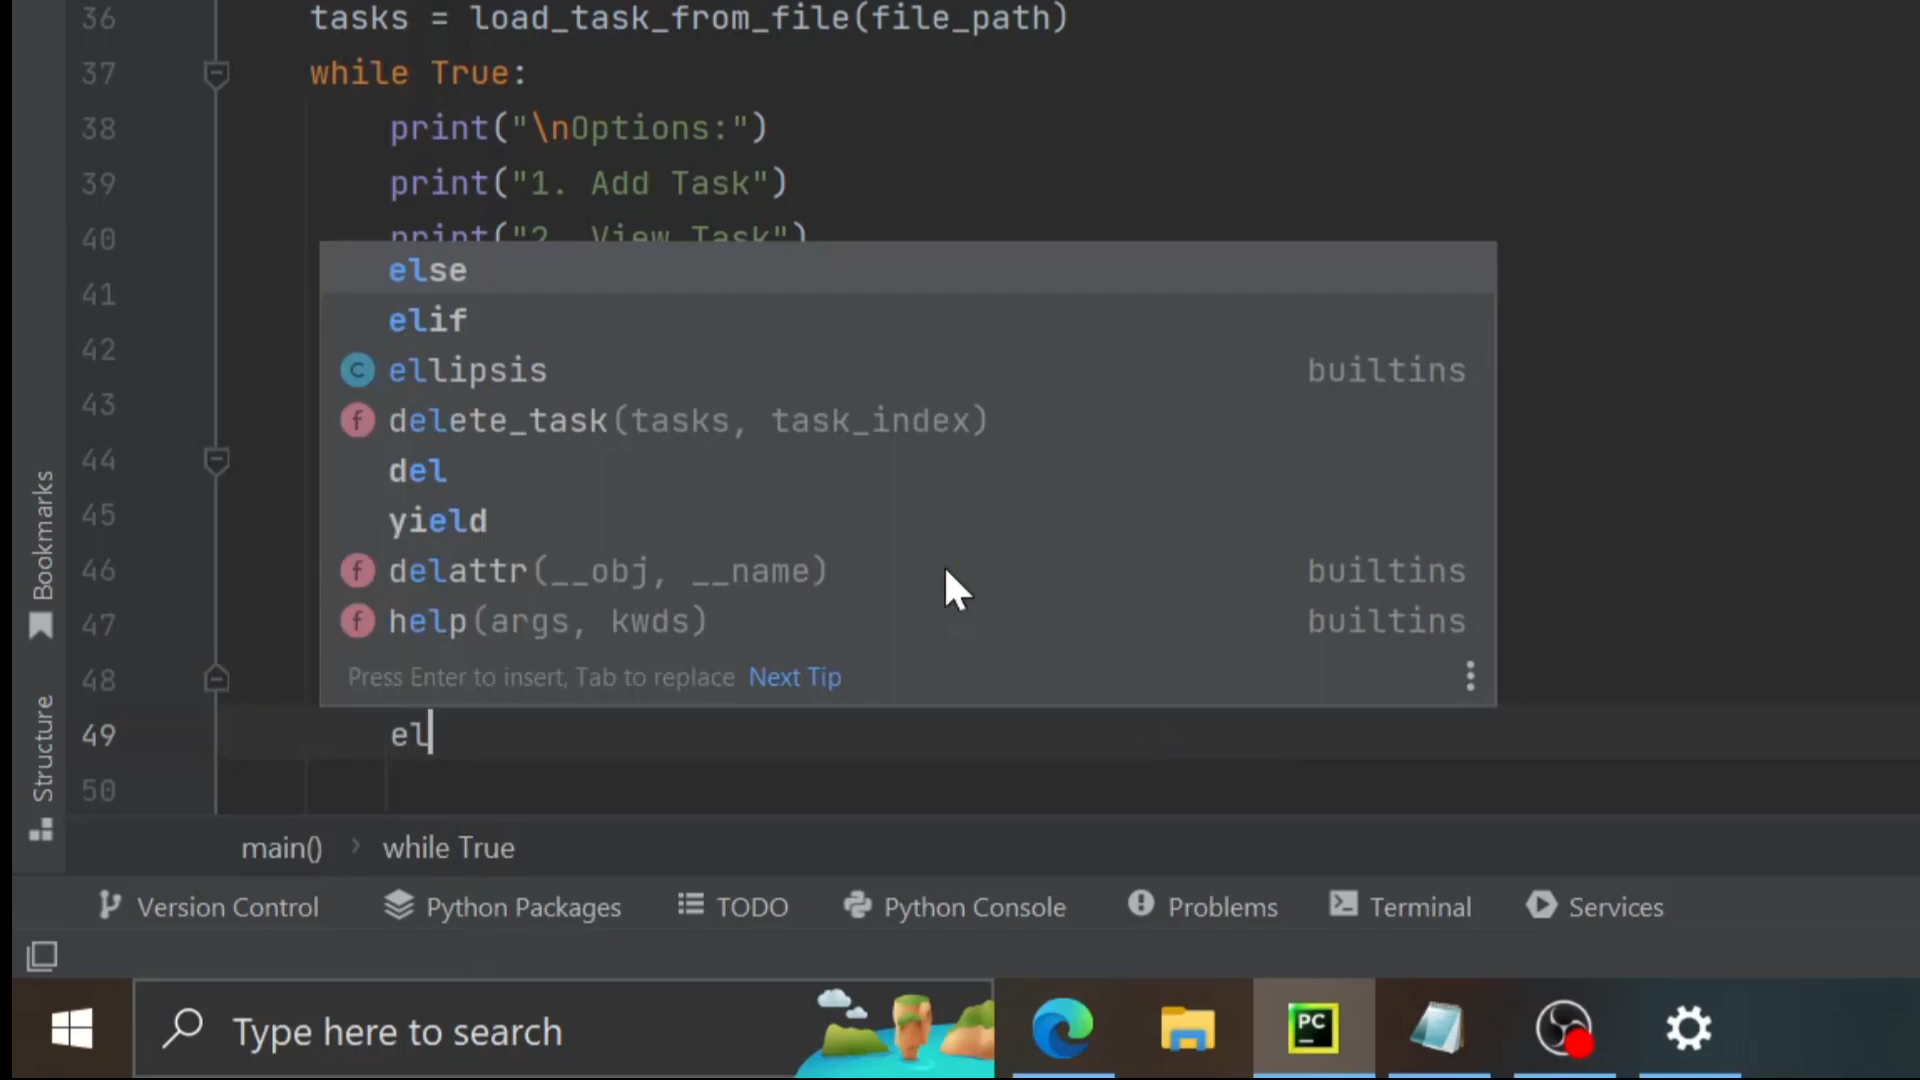 36 tasks = load_task_from_file(file_path)
37 while True:
38 print("\nOptions:")
39 print("1. Add Task")
40 print("2. View Task")
41
42
43
44
45
46
47
48
else
elif
C ellipsis builtins
f delete_task(tasks, task_index)
del
yield
f delattr(__obj, __name) builtins
f help(args, kwds) builtins
Press Enter to insert, Tab to replace Next Tip
49 el
50
Bookmarks
Structure
main() > while True
Version Control Python Packages TODO Python Console Problems Terminal Services
Type here to search
PC